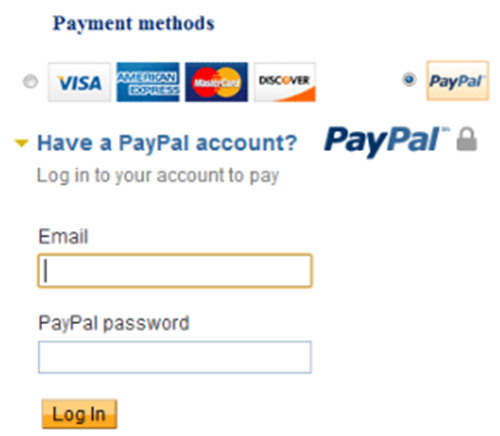 Payment methods
VISA AMERICAN EXPRESS MasterCard DISCOVER PayPal
Have a PayPal account? PayPal™
Log in to your account to pay
Email
PayPal password
Log In